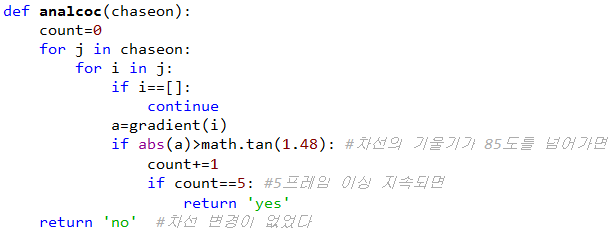 def analcoc(chaseon):
    count=0
    for j in chaseon:
        for i in j:
            if i==[]:
                continue
            a=gradient(i)
            if abs(a)>math.tan(1.48): #차선의 기울기가 85도를 넘어가면
                count+=1
                if count==5: #5프레임 이상 지속되면
                    return 'yes'
    return 'no'  #차선 변경이 없었다